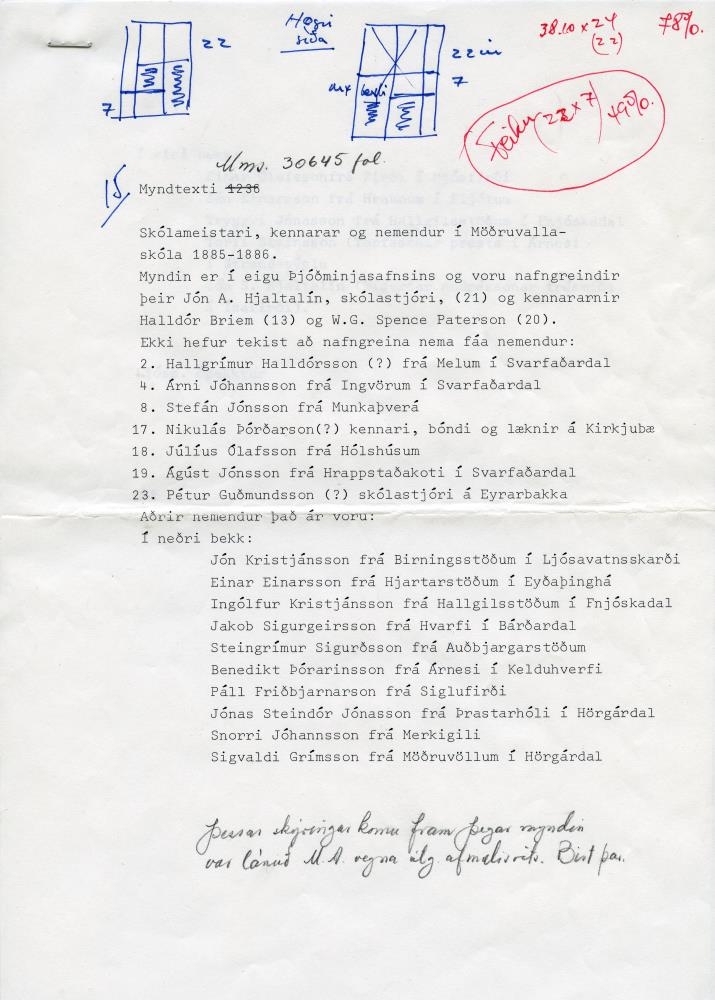 22
7
Hægri
síða
22 in
7
texti
38.10 x 24
(22)
78%.
(22 x 7) 49%.
Mms. 30645 fol.
15
Myndtexti 1236
Skólameistari, kennarar og nemendur í Möðruvalla-
skóla 1885-1886.
Myndin er í eigu Þjóðminjasafnsins og voru nafngreindir
þeir Jón A. Hjaltalín, skólastjóri, (21) og kennararnir
Halldór Briem (13) og W.G. Spence Paterson (20).
Ekki hefur tekist að nafngreina nema fáa nemendur:
2. Hallgrímur Halldórsson (?) frá Melum í Svarfaðardal
4. Árni Jóhannsson frá Ingvörum í Svarfaðardal
8. Stefán Jónsson frá Munkaþverá
17. Nikulás Þórðarson(?) kennari, bóndi og læknir á Kirkjubæ
18. Júlíus Ólafsson frá Hólshúsum
19. Ágúst Jónsson frá Hrappstaðakoti í Svarfaðardal
23. Pétur Guðmundsson (?) skólastjóri á Eyrarbakka
Aðrir nemendur það ár voru:
Í neðri bekk:
Jón Kristjánsson frá Birningsstöðum í Ljósavatnsskarði
Einar Einarsson frá Hjartarstöðum í Eyðaþinghá
Ingólfur Kristjánsson frá Hallgilsstöðum í Fnjóskadal
Jakob Sigurgeirsson frá Hvarfi í Bárðardal
Steingrímur Sigurðsson frá Auðbjargarstöðum
Benedikt Þórarinsson frá Árnesi í Kelduhverfi
Páll Friðbjarnarson frá Siglufirði
Jónas Steindór Jónasson frá Þrastarhóli í Hörgárdal
Snorri Jóhannsson frá Merkigili
Sigvaldi Grímsson frá Möðruvöllum í Hörgárdal
Þessar skýringar komu fram þegar myndin
var lánuð M.A. vegna útg. afmælisrits. Birt þar.